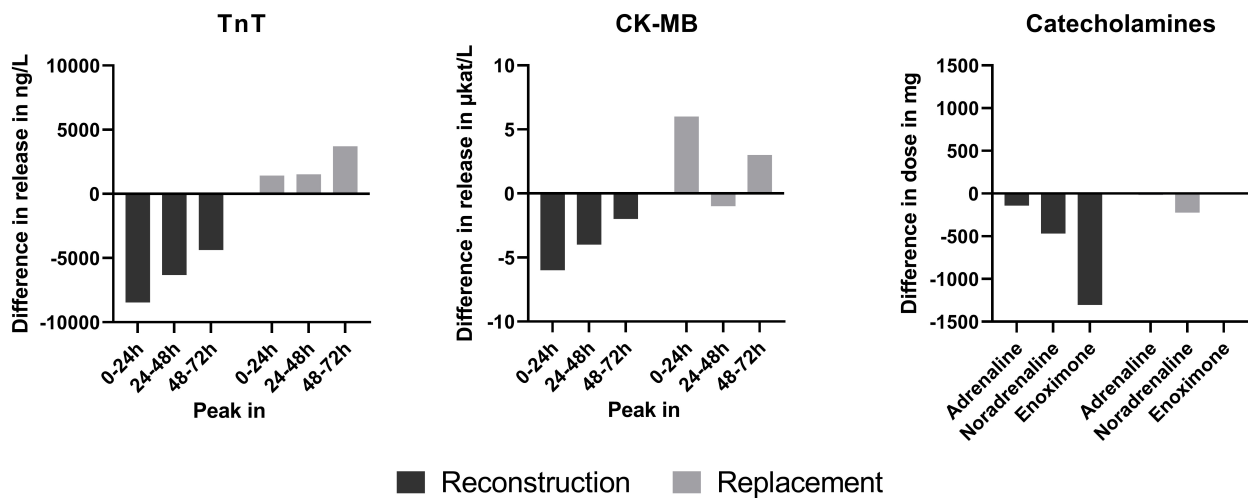 TnT
Difference in release in ng/L
10000
5000
0
-5000
-10000
0-24h
24-48h
48-72h
0-24h
24-48h
48-72h
Peak in
CK-MB
Difference in release in µkat/L
10
5
0
-5
-10
0-24h
24-48h
48-72h
0-24h
24-48h
48-72h
Peak in
Catecholamines
Difference in dose in mg
1500
1000
500
0
-500
-1000
-1500
Adrenaline
Noradrenaline
Enoximone
Adrenaline
Noradrenaline
Enoximone
Reconstruction
Replacement